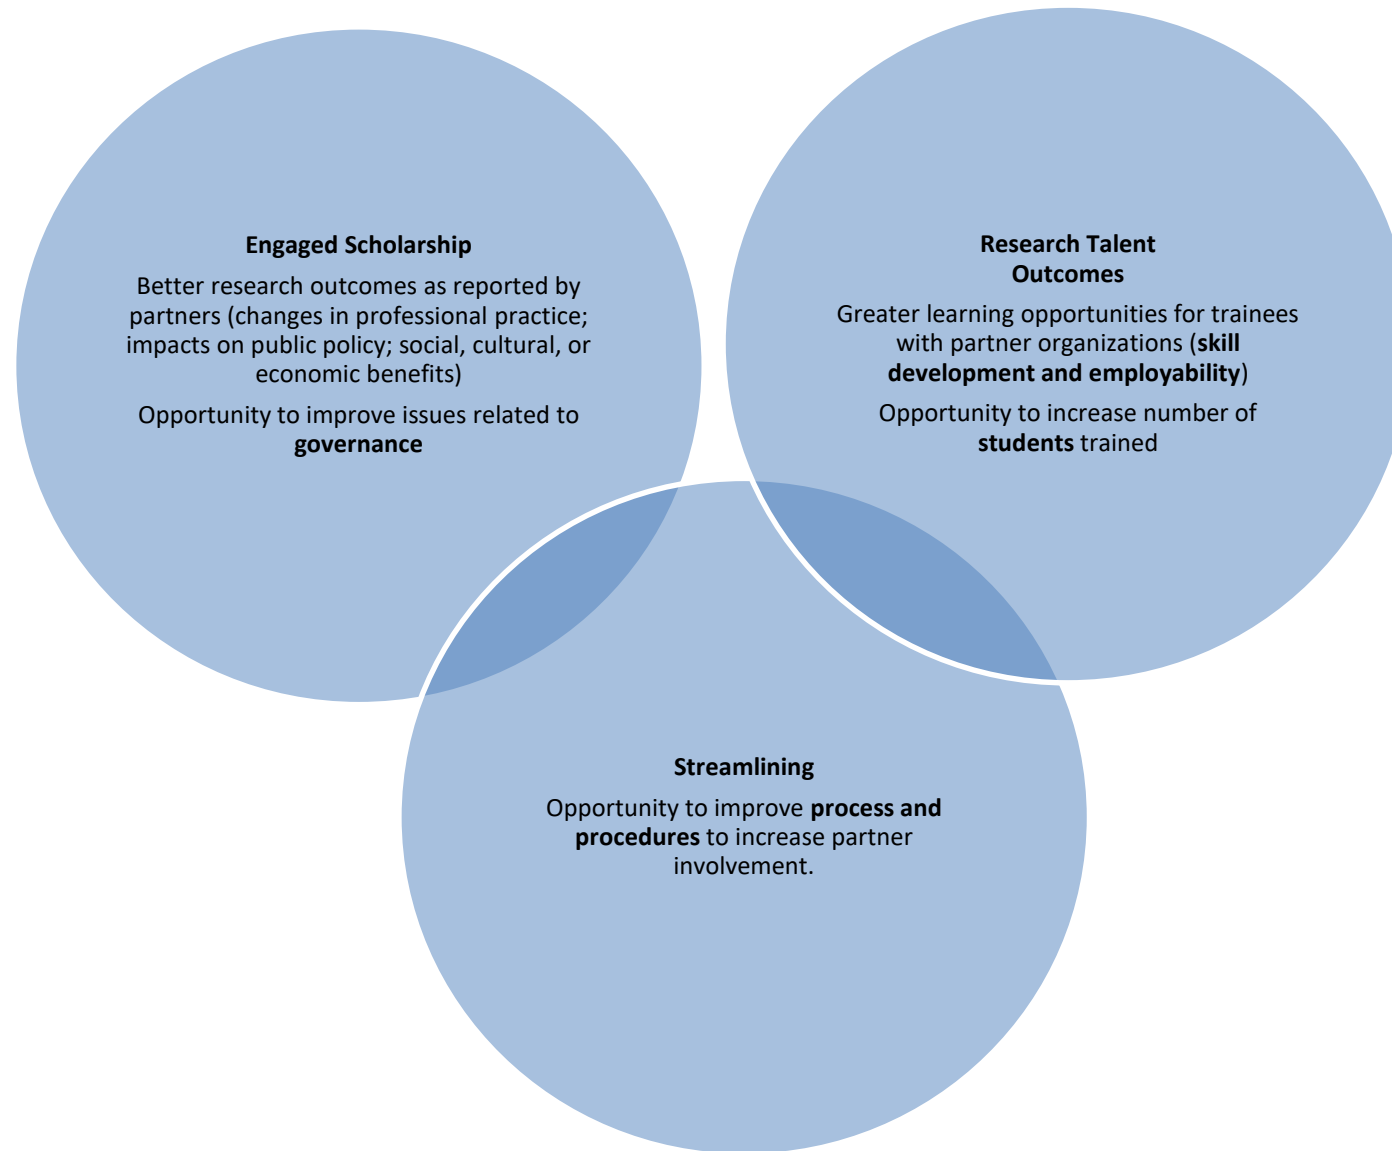 Engaged Scholarship
Better research outcomes as reported by
partners (changes in professional practice;
impacts on public policy; social, cultural, or
economic benefits)
Opportunity to improve issues related to
governance
Research Talent
Outcomes
Greater learning opportunities for trainees
with partner organizations (skill
development and employability)
Opportunity to increase number of
students trained
Streamlining
Opportunity to improve process and
procedures to increase partner
involvement.